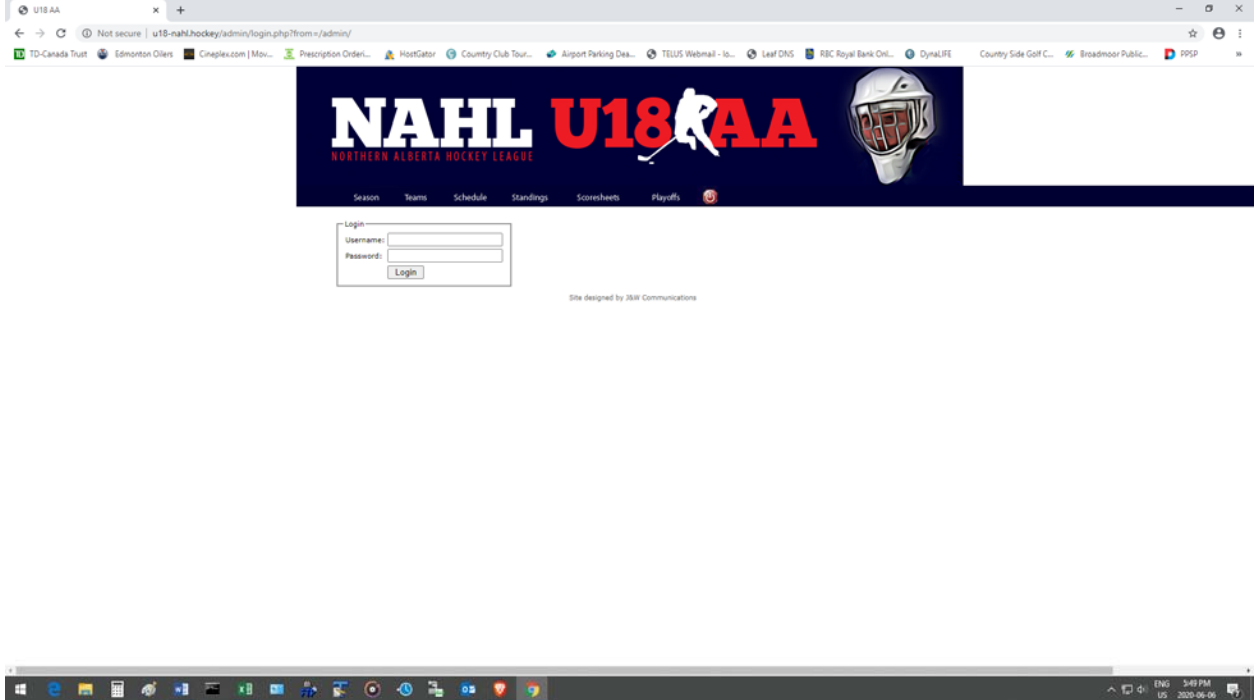 U18 AA
Not secure | u18-nahl.hockey/admin/login.php?from=/admin/
TD-Canada Trust Edmonton Oilers Cineplex.com | Mov... Prescription Orderi... HostGator Country Club Tour... Airport Parking Dea... TELUS Webmail - lo... Leaf DNS RBC Royal Bank Onl... DynaLIFE Country Side Golf C... Broadmoor Public... PPSP
NAHL U18 AA
NORTHERN ALBERTA HOCKEY LEAGUE
Season Teams Schedule Standings Scoresheets Playoffs
Login
Username:
Password:
Login
Site designed by J&W Communications
ENG 5:49 PM
US 2020-06-06